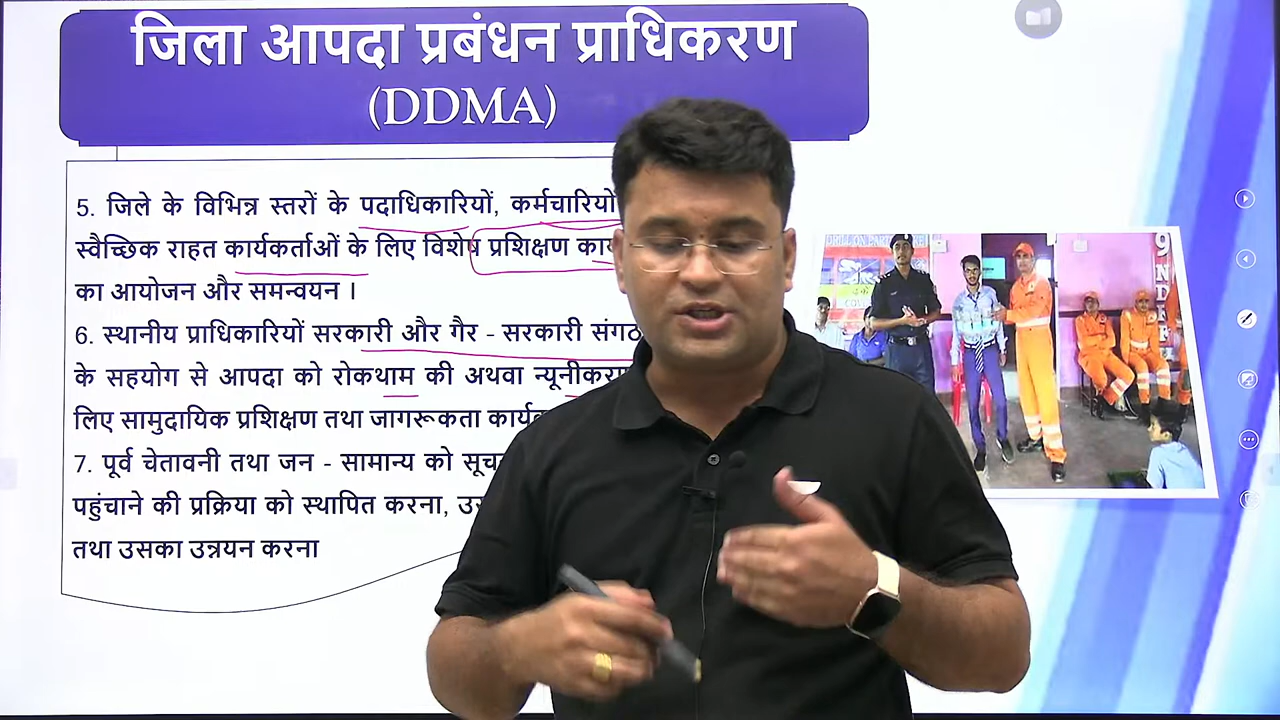 जिला आपदा प्रबंधन प्राधिकरण
(DDMA)
5. जिले के विभिन्न स्तरों के पदाधिकारियों, कर्मचारियों
स्वैच्छिक राहत कार्यकर्ताओं के लिए विशेष प्रशिक्षण
का आयोजन और समन्वयन ।
6. स्थानीय प्राधिकारियों सरकारी और गैर - सरकारी
के सहयोग से आपदा को रोकथाम की अथवा
लिए सामुदायिक प्रशिक्षण तथा जागरूकता
7. पूर्व चेतावनी तथा जन - सामान्य को
पहुंचाने की प्रक्रिया को स्थापित करना,
तथा उसका उन्नयन करना
9
NDRF